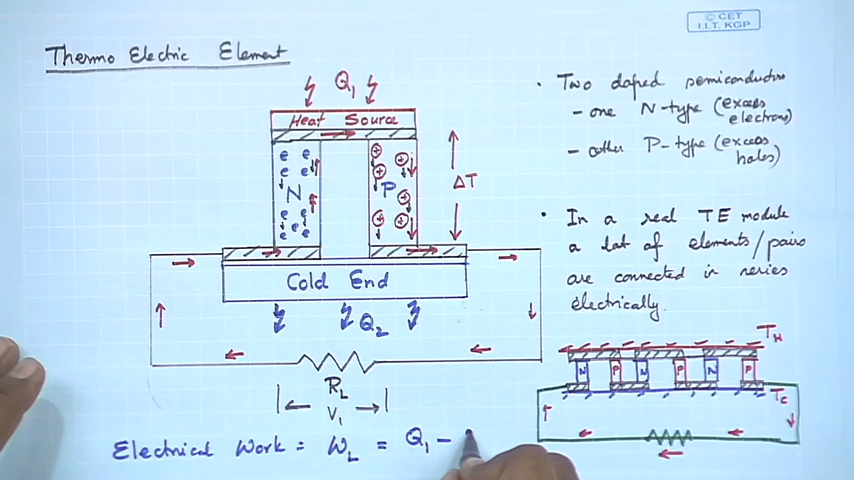 © CET
I.I.T. KGP
Thermo Electric Element
Q1
Heat Source
e e
e e
N
e e
e e e
P
ΔT
Cold End
Q2
RL
V1
Electrical Work = WL = Q1 -
· Two doped semiconductors
- one N-type (excess electrons)
- other P-type (excess holes)
· In a real TE module
a lot of elements/pairs
are connected in series
electrically.
TH
N P N P N P
TC